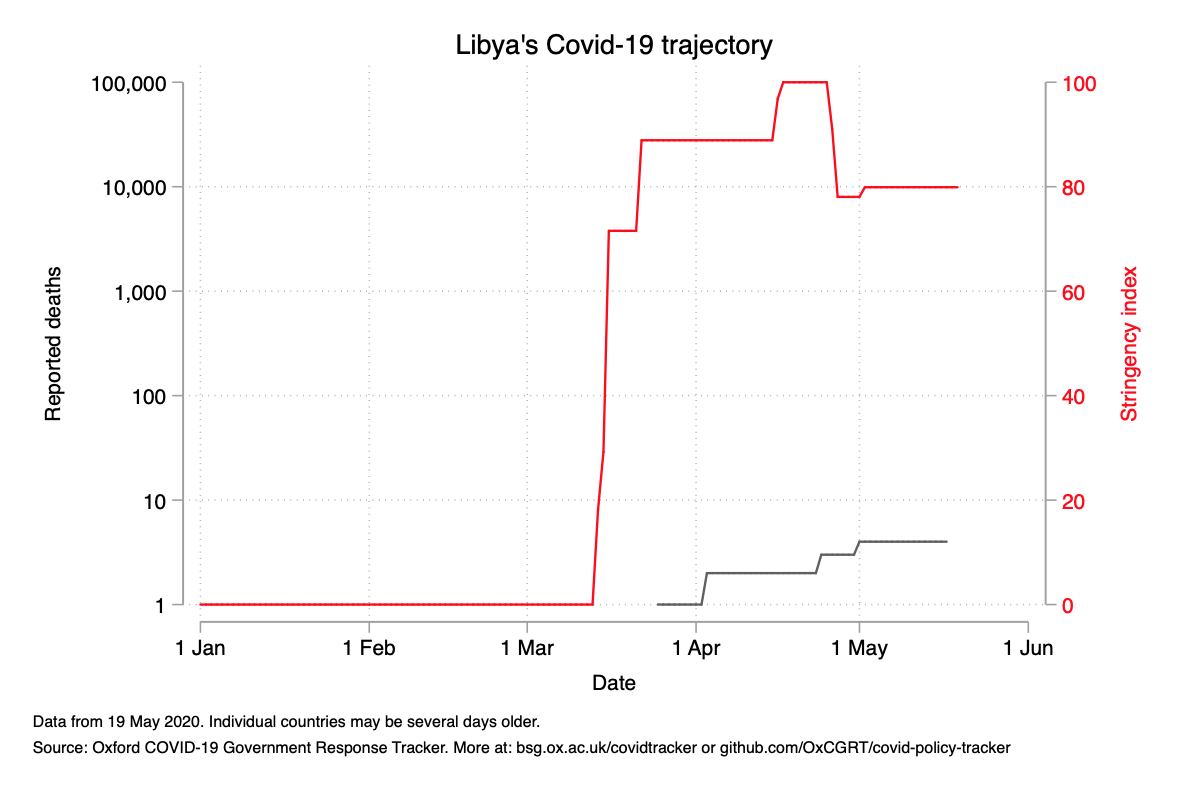 Libya's Covid-19 trajectory
100,000
10,000
1,000
100
10
1
Reported deaths
100
80
60
40
20
0
Stringency index
1 Jan
1 Feb
1 Mar
1 Apr
1 May
1 Jun
Date
Data from 19 May 2020. Individual countries may be several days older.
Source: Oxford COVID-19 Government Response Tracker. More at: bsg.ox.ac.uk/covidtracker or github.com/OxCGRT/covid-policy-tracker